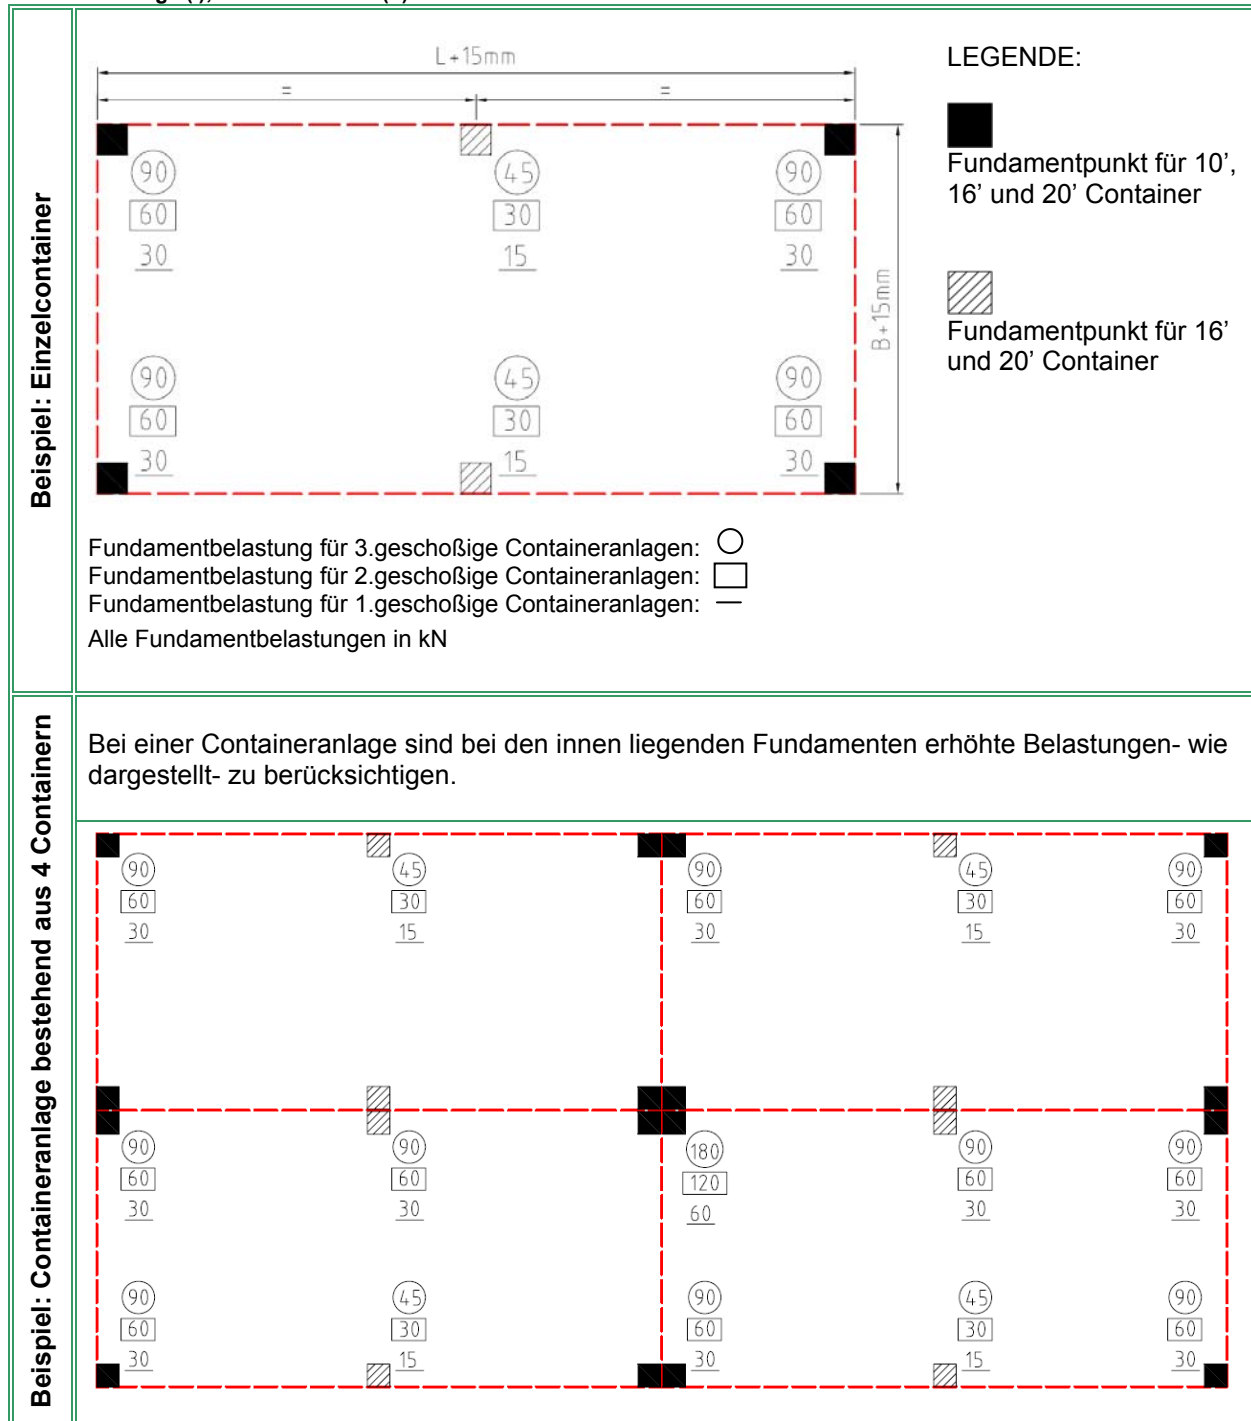 Beispiel: Einzelcontainer
L+15mm
= =
90 45 90
60 30 60
30 15 30
B+15mm
90 45 90
60 30 60
30 15 30
LEGENDE:
Fundamentpunkt für 10’,
16’ und 20’ Container
Fundamentpunkt für 16’
und 20’ Container
Fundamentbelastung für 3.geschoßige Containeranlagen:
Fundamentbelastung für 2.geschoßige Containeranlagen:
Fundamentbelastung für 1.geschoßige Containeranlagen:
Alle Fundamentbelastungen in kN
Beispiel: Containeranlage bestehend aus 4 Containern
Bei einer Containeranlage sind bei den innen liegenden Fundamenten erhöhte Belastungen- wie
dargestellt- zu berücksichtigen.
90 45 90 45 90
60 30 60 30 60
30 15 30 15 30
90 90 180 90 90
60 60 120 60 60
30 30 60 30 30
90 45 90 45 90
60 30 60 30 60
30 15 30 15 30